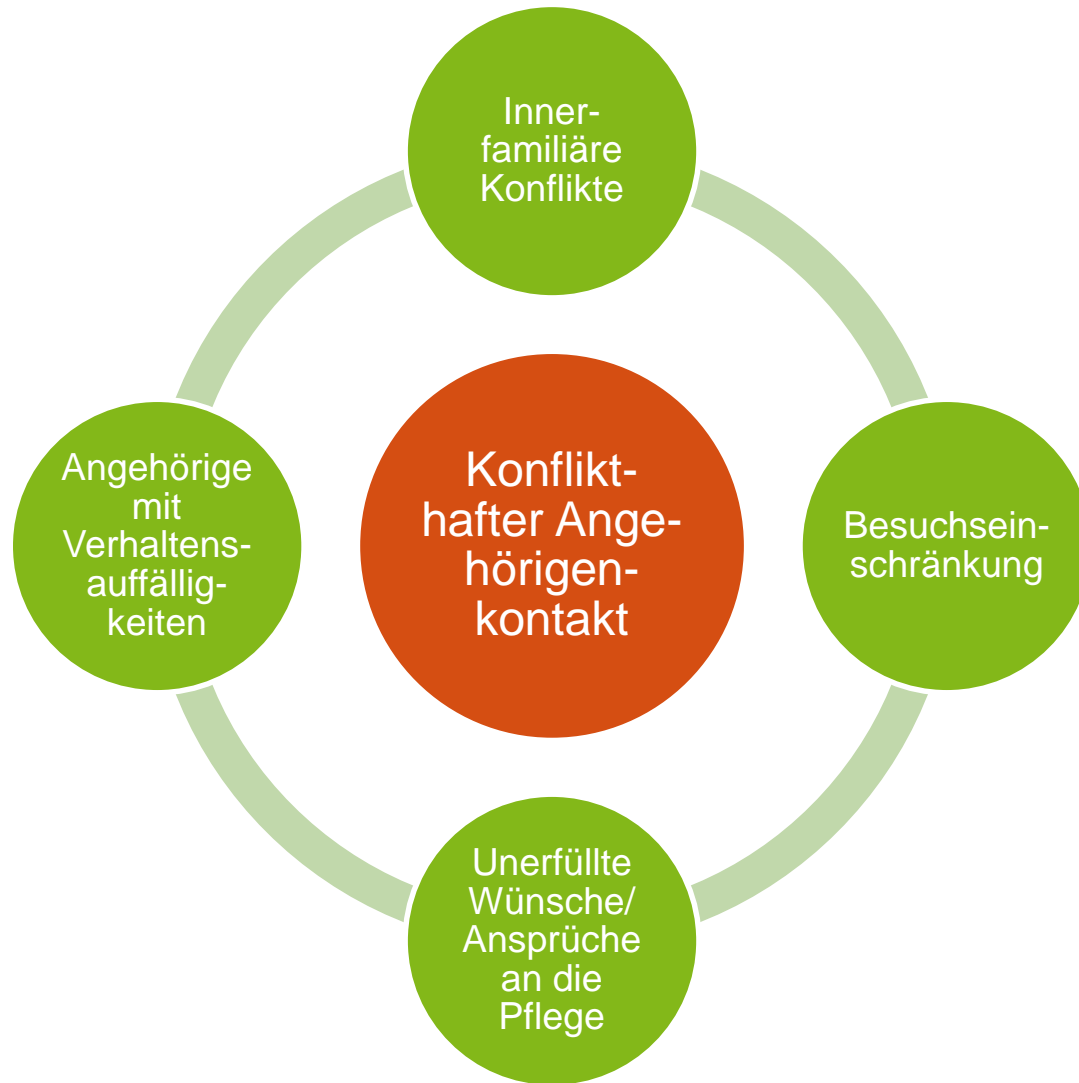 Inner-
familiäre
Konflikte
Angehörige
mit
Verhaltens-
auffällig-
keiten
Konflikt-
hafter Ange-
hörigen-
kontakt
Besuchsein-
schränkung
Unerfüllte
Wünsche/
Ansprüche
an die
Pflege